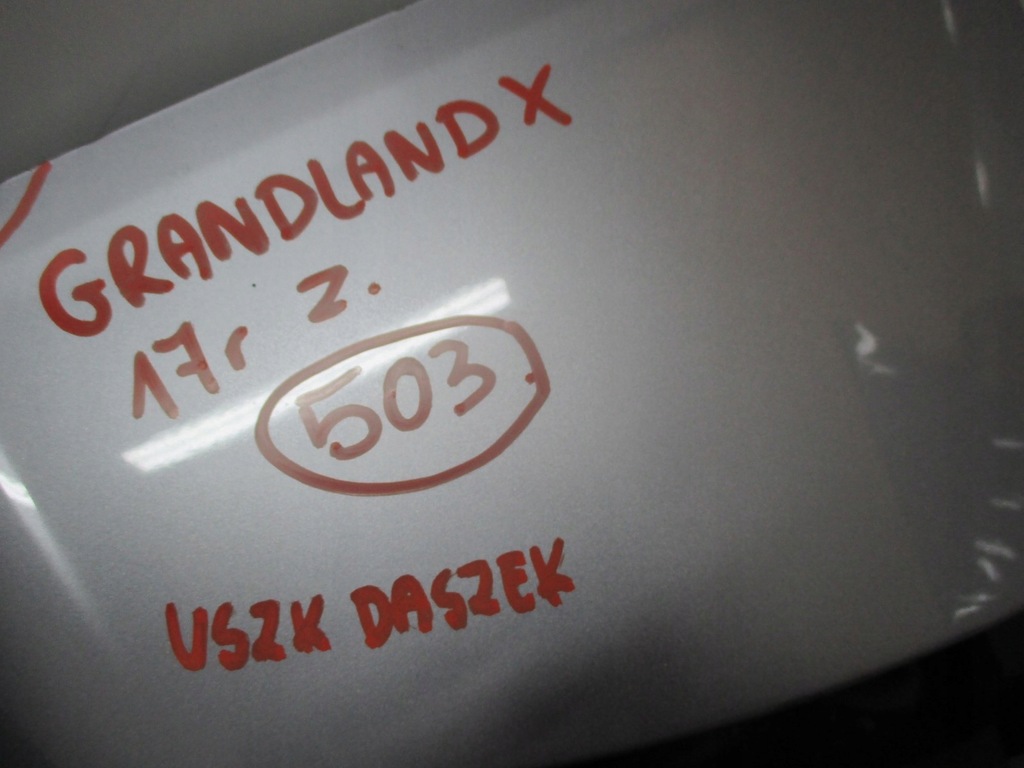 GRANDLAND X
17r z.
503
USZK DASZEK